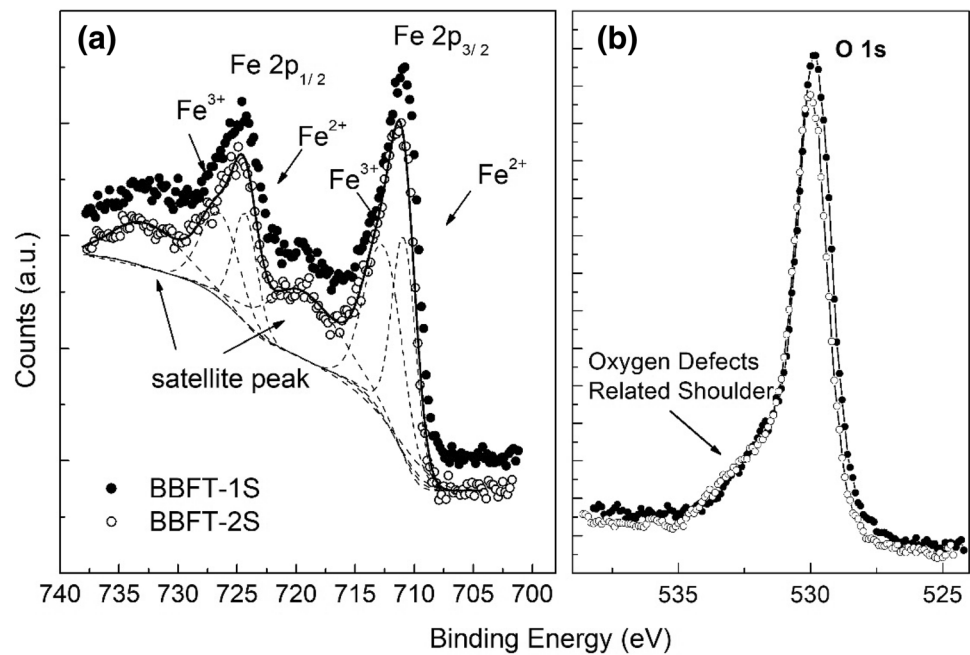 (a)
Fe 2p1/2
Fe 2p3/2
Fe3+
Fe2+
Fe3+
Fe2+
satellite peak
BBFT-1S
BBFT-2S
Counts (a.u.)
740 735 730 725 720 715 710 705 700
(b)
O 1s
Oxygen Defects
Related Shoulder
535 530 525
Binding Energy (eV)